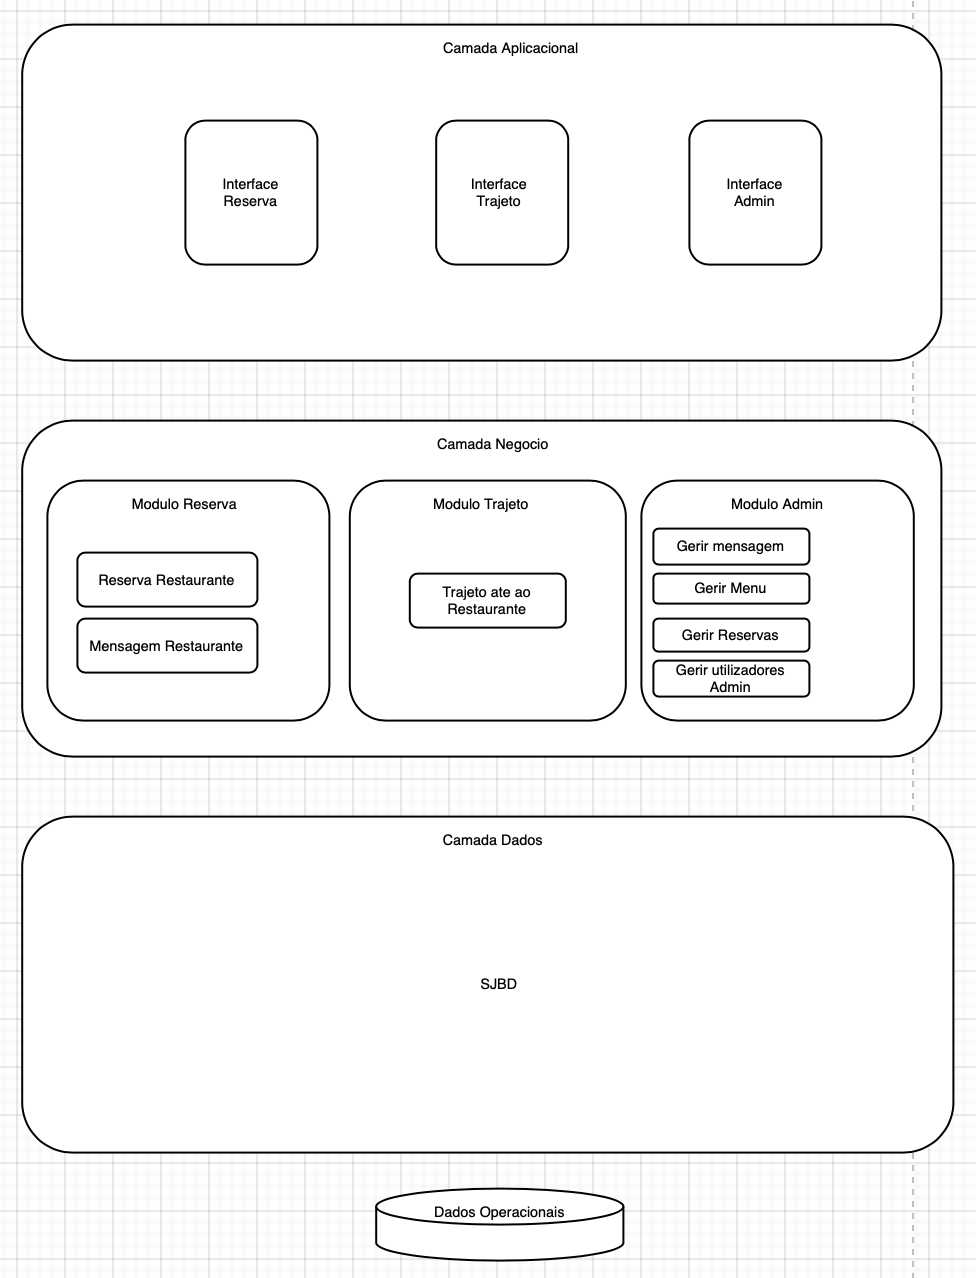 Camada Aplicacional
Interface
Reserva
Interface
Trajeto
Interface
Admin
Camada Negocio
Modulo Reserva
Reserva Restaurante
Mensagem Restaurante
Modulo Trajeto
Trajeto ate ao
Restaurante
Modulo Admin
Gerir mensagem
Gerir Menu
Gerir Reservas
Gerir utilizadores
Admin
Camada Dados
SJBD
Dados Operacionais